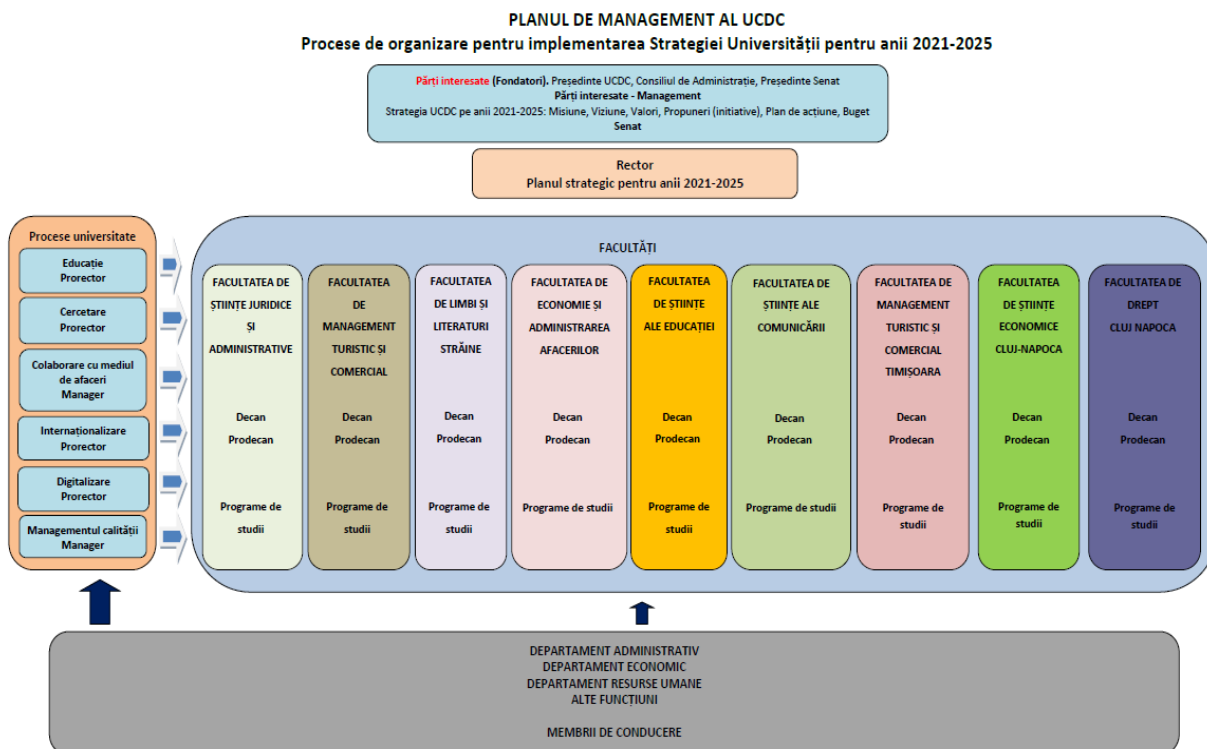 PLANUL DE MANAGEMENT AL UCDC
Procese de organizare pentru implementarea Strategiei Universității pentru anii 2021-2025
Părți interesate (Fondatori). Președinte UCDC, Consiliul de Administrație, Președinte Senat
Părți interesate - Management
Strategia UCDC pe anii 2021-2025: Misiune, Viziune, Valori, Propuneri (initiative), Plan de acțiune, Buget
Senat
Rector
Planul strategic pentru anii 2021-2025
Procese universitate
Educație
Prorector
Cercetare
Prorector
Colaborare cu mediul
de afaceri
Manager
Internaționalizare
Prorector
Digitalizare
Prorector
Managementul calității
Manager
FACULTĂȚI
FACULTATEA DE
ȘTIINȚE JURIDICE
ȘI
ADMINISTRATIVE
Decan
Prodecan
Programe de
studii
FACULTATEA
DE
MANAGEMENT
TURISTIC ȘI
COMERCIAL
Decan
Prodecan
Programe de
studii
FACULTATEA
DE LIMBI ȘI
LITERATURI
STRĂINE
Decan
Prodecan
Programe de
studii
FACULTATEA DE
ECONOMIE ȘI
ADMINISTRAREA
AFACERILOR
Decan
Prodecan
Programe de studii
FACULTATEA
DE ȘTIINȚE
ALE EDUCAȚIEI
Decan
Prodecan
Programe de
studii
FACULTATEA DE
ȘTIINȚE ALE
COMUNICĂRII
Decan
Prodecan
Programe de studii
FACULTATEA DE
MANAGEMENT
TURISTIC ȘI
COMERCIAL
TIMIȘOARA
Decan
Prodecan
Programe de
studii
FACULTATEA
DE ȘTIINȚE
ECONOMICE
CLUJ-NAPOCA
Decan
Prodecan
Programe de
studii
FACULTATEA DE
DREPT
CLUJ NAPOCA
Decan
Prodecan
Programe de
studii
DEPARTAMENT ADMINISTRATIV
DEPARTAMENT ECONOMIC
DEPARTAMENT RESURSE UMANE
ALTE FUNCȚIUNI
MEMBRII DE CONDUCERE